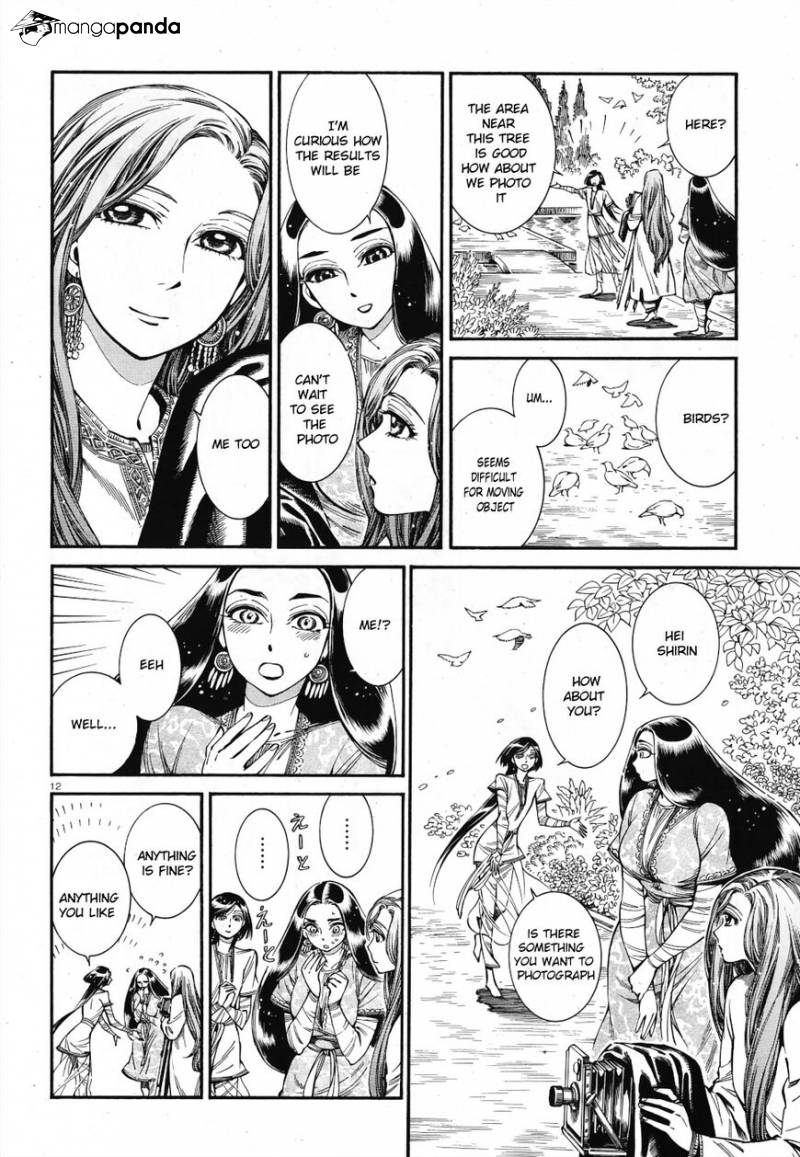 mangapanda
HERE?
THE AREA
NEAR
THIS TREE
IS GOOD
HOW ABOUT
WE PHOTO
IT
BIRDS?
UM...
SEEMS
DIFFICULT
FOR MOVING
OBJECT
I'M
CURIOUS HOW
THE RESULTS
WILL BE
CAN'T
WAIT
TO SEE
THE
PHOTO
ME TOO
HEI
SHIRIN
HOW
ABOUT
YOU?
IS THERE
SOMETHING
YOU WANT TO
PHOTOGRAPH
ME!?
EEH
WELL...
......
えーと
......
えーと
ANYTHING
IS FINE?
ANYTHING
YOU LIKE
12